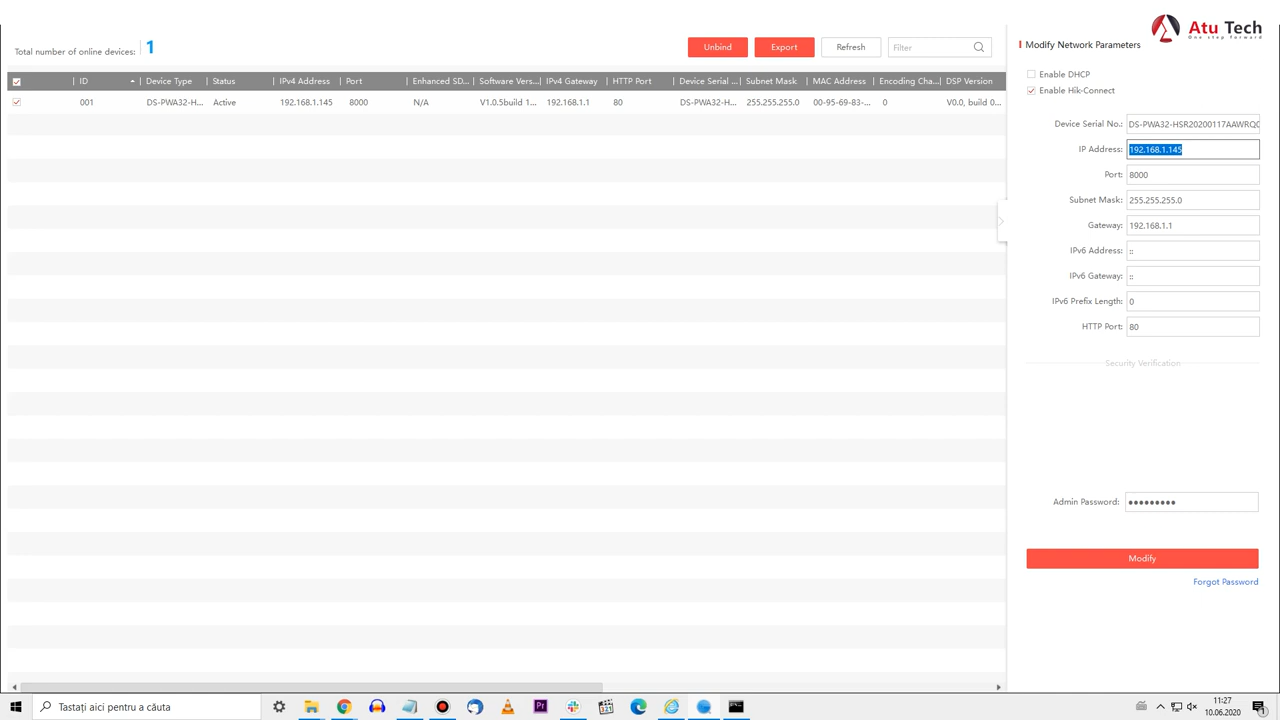 Atu Tech
One step forward
Total number of online devices: 1
Unbind
Export
Refresh
Filter
ID Device Type Status IPv4 Address Port Enhanced SD... Software Vers... IPv4 Gateway HTTP Port Device Serial ... Subnet Mask MAC Address Encoding Cha... DSP Version
001 DS-PWA32-H... Active 192.168.1.145 8000 N/A V1.0.5build 1... 192.168.1.1 80 DS-PWA32-H... 255.255.255.0 00-95-69-83-... 0 V0.0, build 0...
Modify Network Parameters
Enable DHCP
Enable Hik-Connect
Device Serial No.: DS-PWA32-HSR20200117AAWRQ0
IP Address: 192.168.1.145
Port: 8000
Subnet Mask: 255.255.255.0
Gateway: 192.168.1.1
IPv6 Address: ::
IPv6 Gateway: ::
IPv6 Prefix Length: 0
HTTP Port: 80
Security Verification
Admin Password: •••••••••
Modify
Forgot Password
Tastați aici pentru a căuta
Pr
11:27
10.06.2020